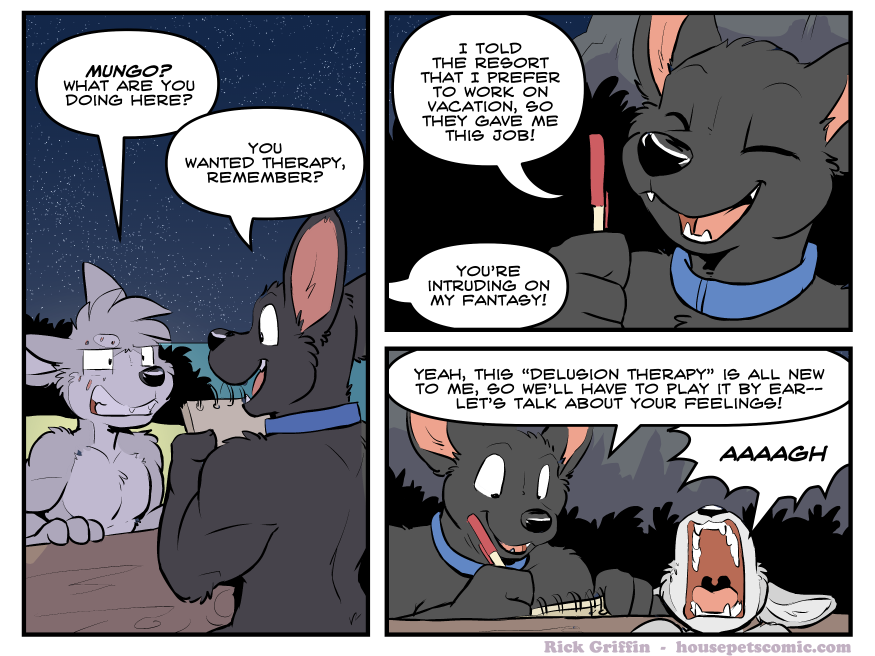 MUNGO?
WHAT ARE YOU
DOING HERE?
YOU
WANTED THERAPY,
REMEMBER?
I TOLD
THE RESORT
THAT I PREFER
TO WORK ON
VACATION, SO
THEY GAVE ME
THIS JOB!
YOU'RE
INTRUDING ON
MY FANTASY!
YEAH, THIS "DELUSION THERAPY" IS ALL NEW
TO ME, SO WE'LL HAVE TO PLAY IT BY EAR--
LET'S TALK ABOUT YOUR FEELINGS!
AAAAGH
Rick Griffin - housepetscomic.com